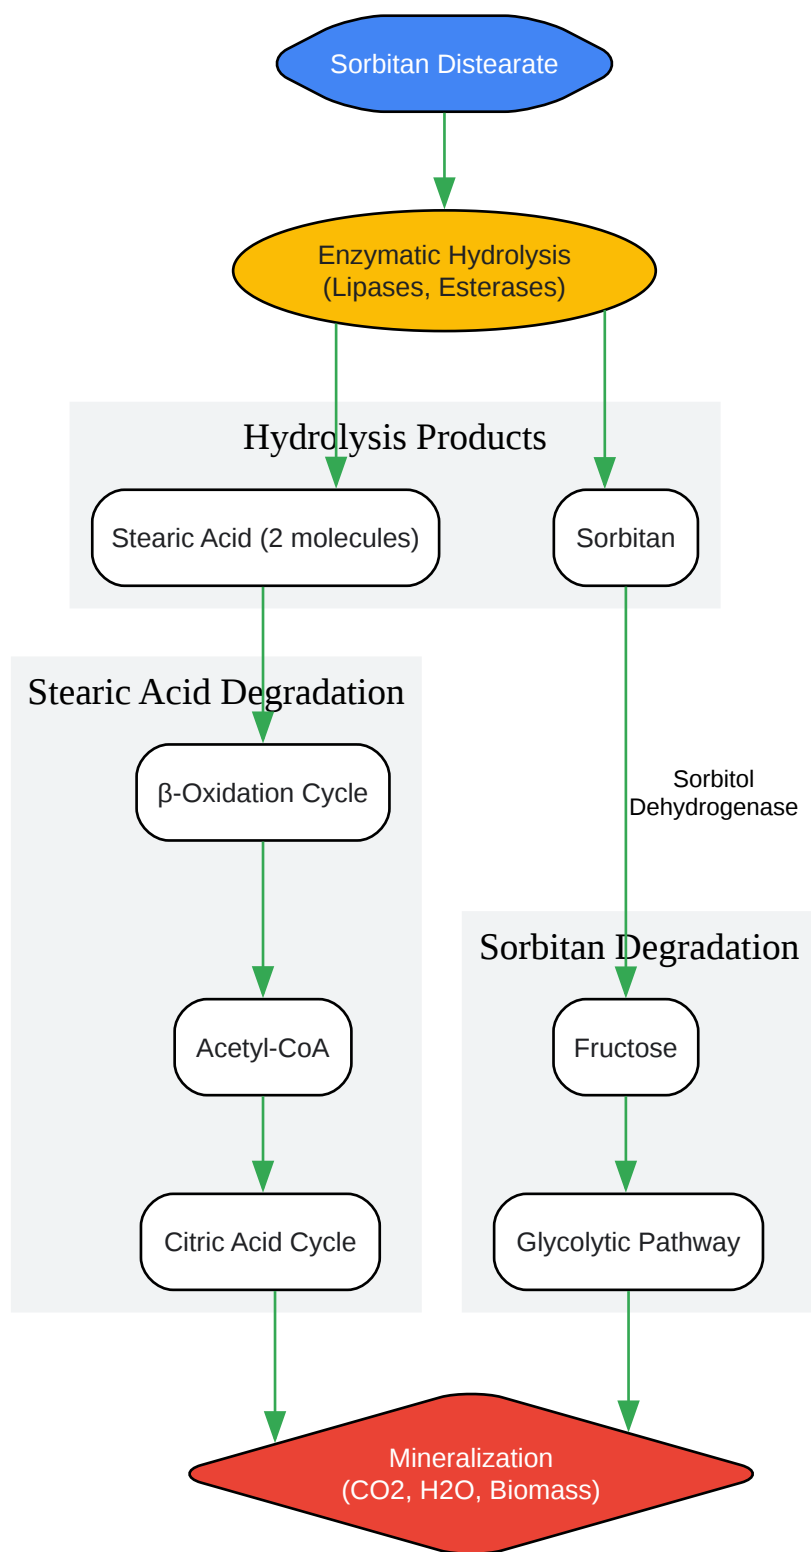 Sorbitan Distearate
Enzymatic Hydrolysis
(Lipases, Esterases)
Hydrolysis Products
Stearic Acid (2 molecules)
Sorbitan
Stearic Acid Degradation
β-Oxidation Cycle
Sorbitol
Dehydrogenase
Sorbitan Degradation
Acetyl-CoA
Fructose
Citric Acid Cycle
Glycolytic Pathway
Mineralization
(CO2, H2O, Biomass)